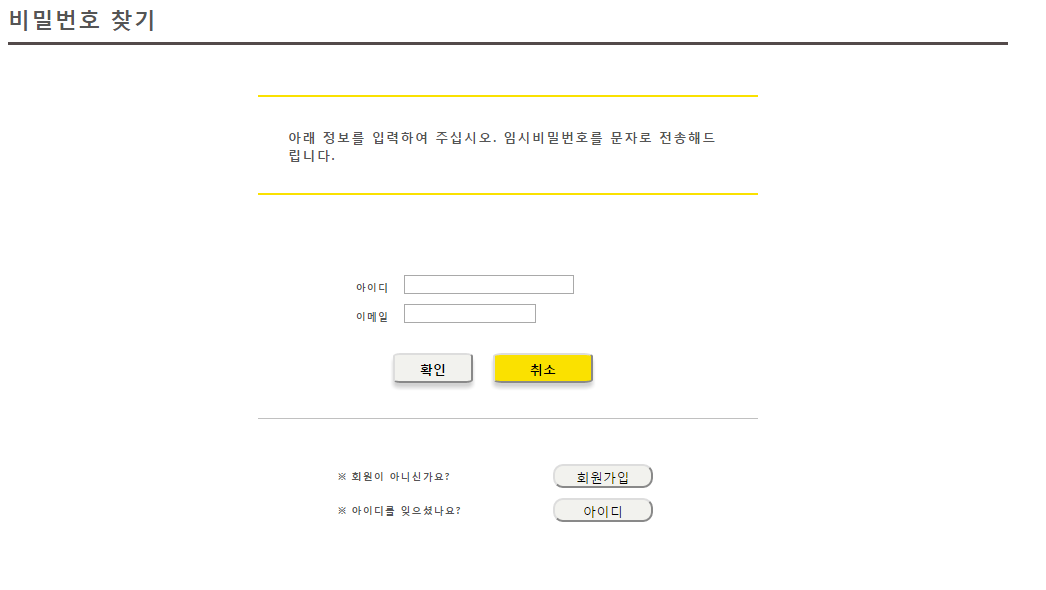 비밀번호 찾기
아래 정보를 입력하여 주십시오. 임시비밀번호를 문자로 전송해드
립니다.
아이디
이메일
확인 취소
※ 회원이 아니신가요? 회원가입
※ 아이디를 잊으셨나요? 아이디